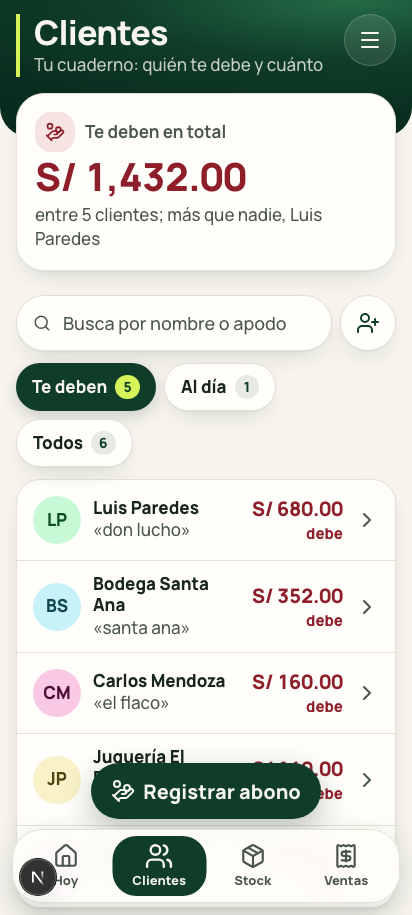 Clientes
Tu cuaderno: quién te debe y cuánto
Te deben en total
S/ 1,432.00
entre 5 clientes; más que nadie, Luis
Paredes
Busca por nombre o apodo
Te deben 5
Al día 1
Todos 6
LP
Luis Paredes
«don lucho»
S/ 680.00
debe
BS
Bodega Santa
Ana
«santa ana»
S/ 352.00
debe
CM
Carlos Mendoza
«el flaco»
S/ 160.00
debe
JP
Juguería El
debe
Registrar abono
N
Hoy
Clientes
Stock
Ventas